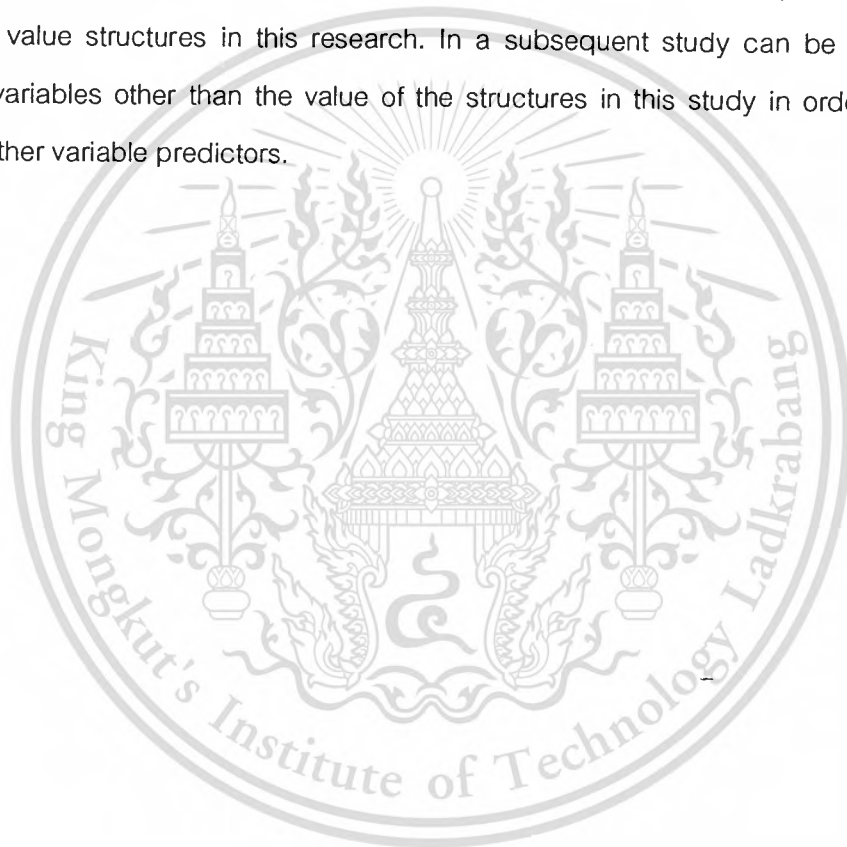 value structures in this research. In a subsequent study can be
variables other than the value of the structures in this study in
ther variable predictors.
King Mongkut's Institute of Technology Ladkrabang